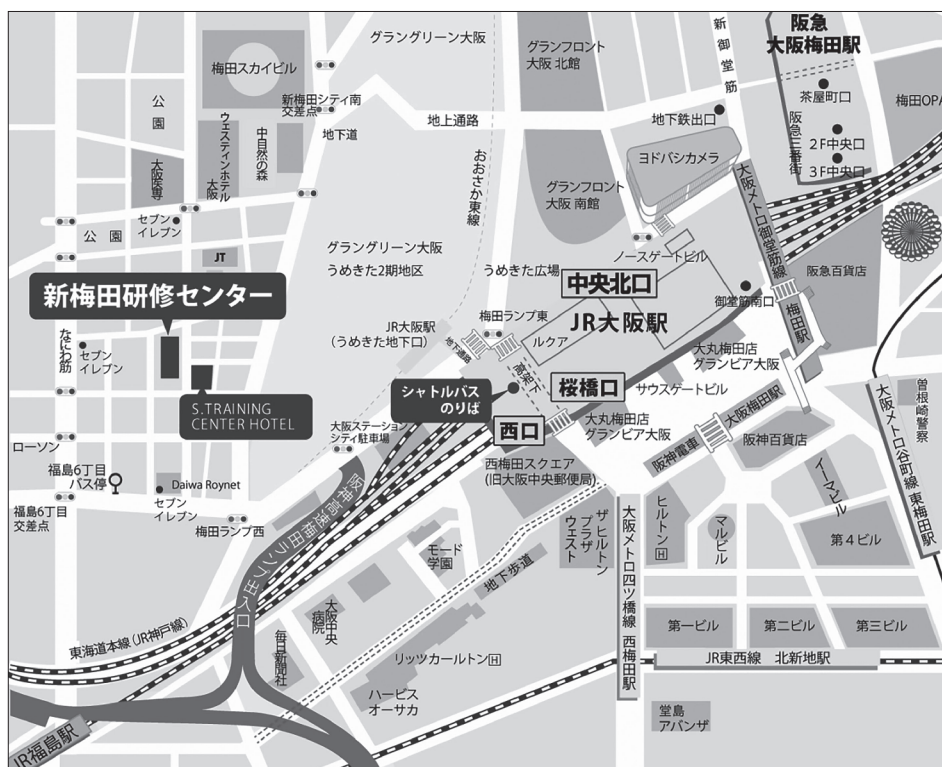 阪急
大阪梅田駅
グラングリーン大阪
グランフロント
大阪 北館
新御堂筋
梅田スカイビル
公園
新梅田シティ南
交差点
地下道
地上通路
地下鉄出口
茶屋町口
梅田OPA
阪急三番街
2F中央口
3F中央口
ウェスティンホテル
大阪
中自然の森
大阪医専
おおさか東線
ヨドバシカメラ
グランフロント
大阪 南館
大阪メトロ御堂筋線
梅田駅
セブン
イレブン
公園
JT
グラングリーン大阪
うめきた2期地区
うめきた広場
ノースゲートビル
中央北口
JR大阪駅
御堂筋南口
阪急百貨店
新梅田研修センター
なにわ筋
セブン
イレブン
JR大阪駅
(うめきた地下口)
梅田ランプ東
地下通路
ルクア
高架下
大丸梅田店
グランビア大阪
サウスゲートビル
桜橋口
シャトルバス
のりば
西口
S.TRAINING
CENTER HOTEL
大丸梅田店
グランビア大阪
大阪梅田駅
阪神電車
阪神百貨店
曽根崎警察
大阪メトロ谷町線 東梅田駅
ローソン
福島6丁目
バス停
大阪ステーション
シティ駐車場
西梅田スクエア
(旧大阪中央郵便局)
Daiwa Roynet
セブン
イレブン
福島6丁目
交差点
梅田ランプ西
阪神高速梅田ランプ出入口
ザ ヒルトン
プラザ
ウエスト
大阪メトロ四ツ橋線 西梅田駅
ヒルトンH
マルビル
イーマビル
第4ビル
モード
学園
地下歩道
大阪中央
病院
毎日新聞社
東海道本線(JR神戸線)
リッツカールトンH
ハービス
オーサカ
第一ビル
第二ビル
第三ビル
JR東西線 北新地駅
堂島
アバンザ
JR福島駅